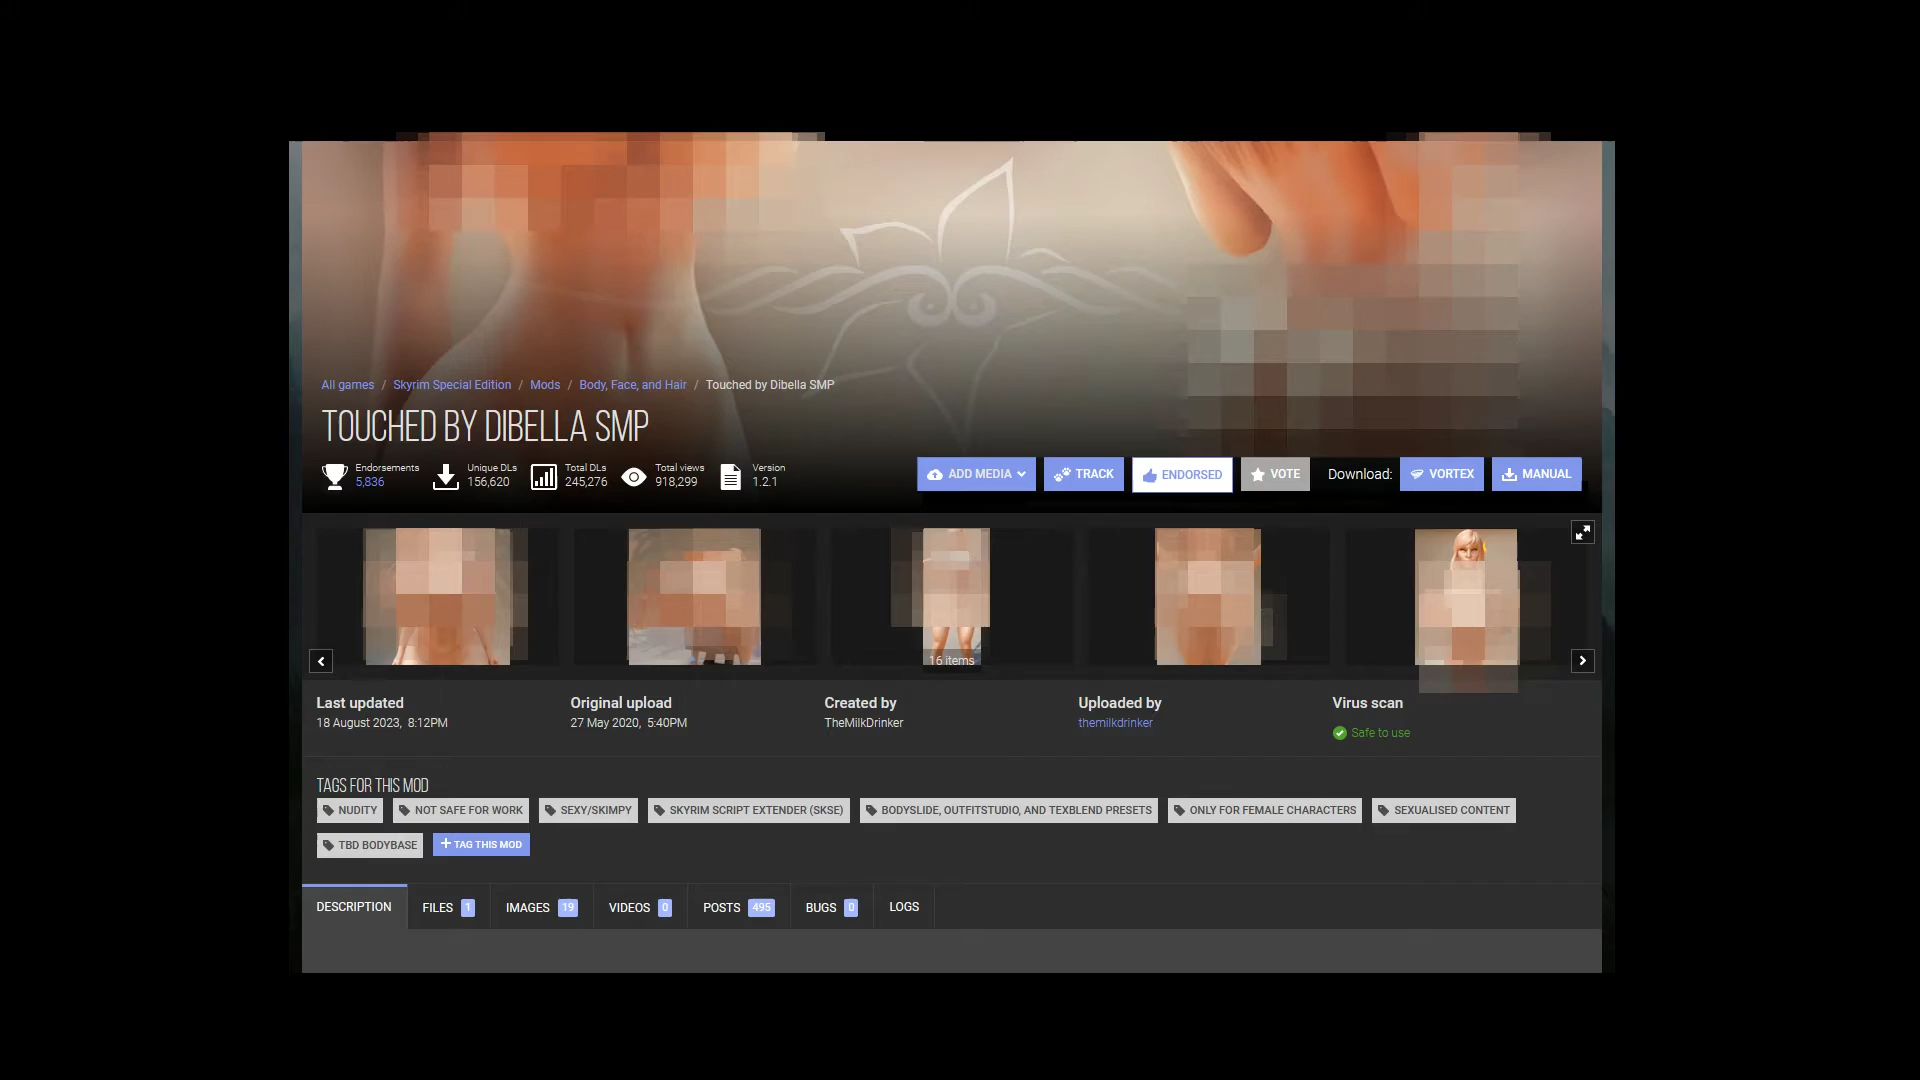 All games / Skyrim Special Edition / Mods / Body, Face, and Hair / Touched by Dibella SMP
TOUCHED BY DIBELLA SMP
Endorsements Unique DLs Total DLs Total views Version
5,836 156,620 245,276 918,299 1.2.1
ADD MEDIA TRACK ENDORSED VOTE Download: VORTEX MANUAL
16 items
Last updated Original upload Created by Uploaded by Virus scan
18 August 2023, 8:12PM 27 May 2020, 5:40PM TheMilkDrinker themilkdrinker
Safe to use
TAGS FOR THIS MOD
NUDITY NOT SAFE FOR WORK SEXY/SKIMPY SKYRIM SCRIPT EXTENDER (SKSE) BODYSLIDE, OUTFITSTUDIO, AND TEXBLEND PRESETS ONLY FOR FEMALE CHARACTERS SEXUALISED CONTENT
TBD BODYBASE + TAG THIS MOD
DESCRIPTION FILES 1 IMAGES 19 VIDEOS 0 POSTS 495 BUGS 0 LOGS